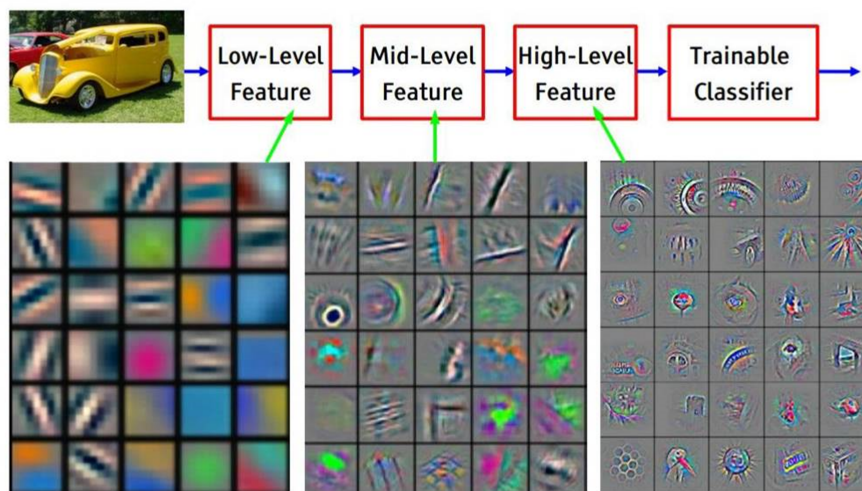 Low-Level
Feature
Mid-Level
Feature
High-Level
Feature
Trainable
Classifier